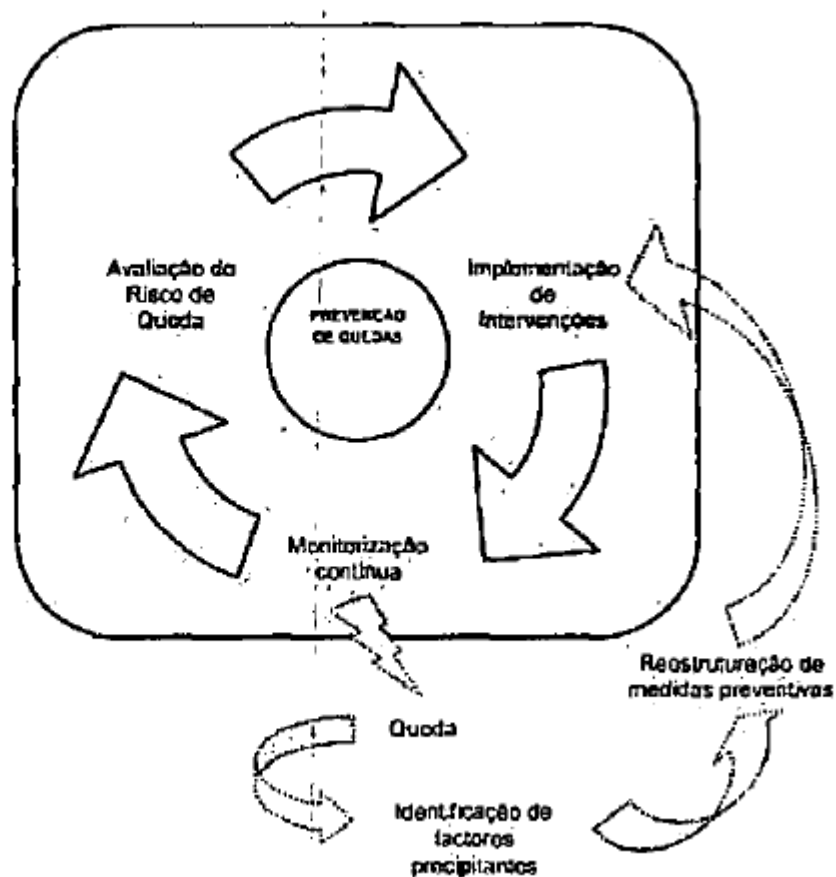 Avaliação do
Risco de
Queda
PREVENÇÃO
DE QUEDAS
Implementação
de
Intervenções
Monitorização
contínua
Queda
Identificação de
factores
precipitantes
Reestruturação de
medidas preventivas